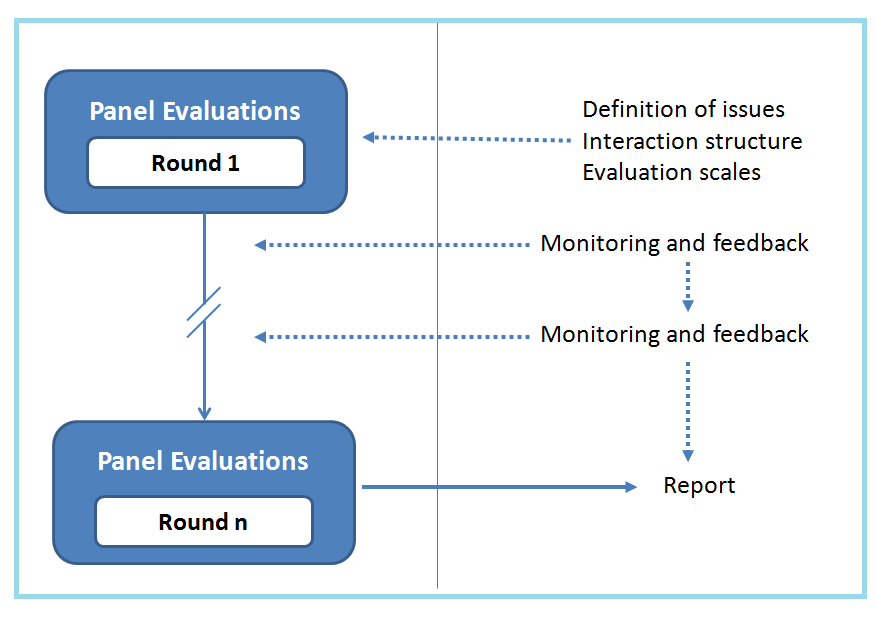 Panel Evaluations
Round 1
Definition of issues
Interaction structure
Evaluation scales
Monitoring and feedback
Monitoring and feedback
Panel Evaluations
Round n
Report